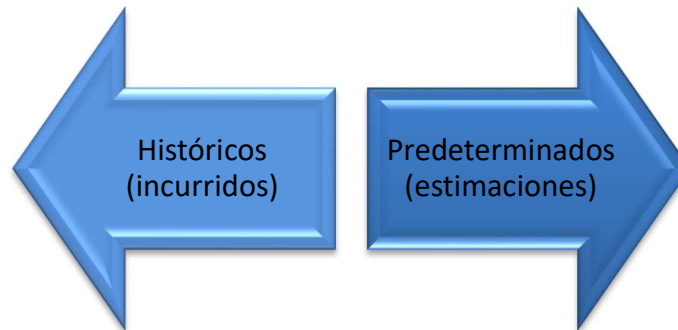 Históricos
(incurridos)
Predeterminados
(estimaciones)